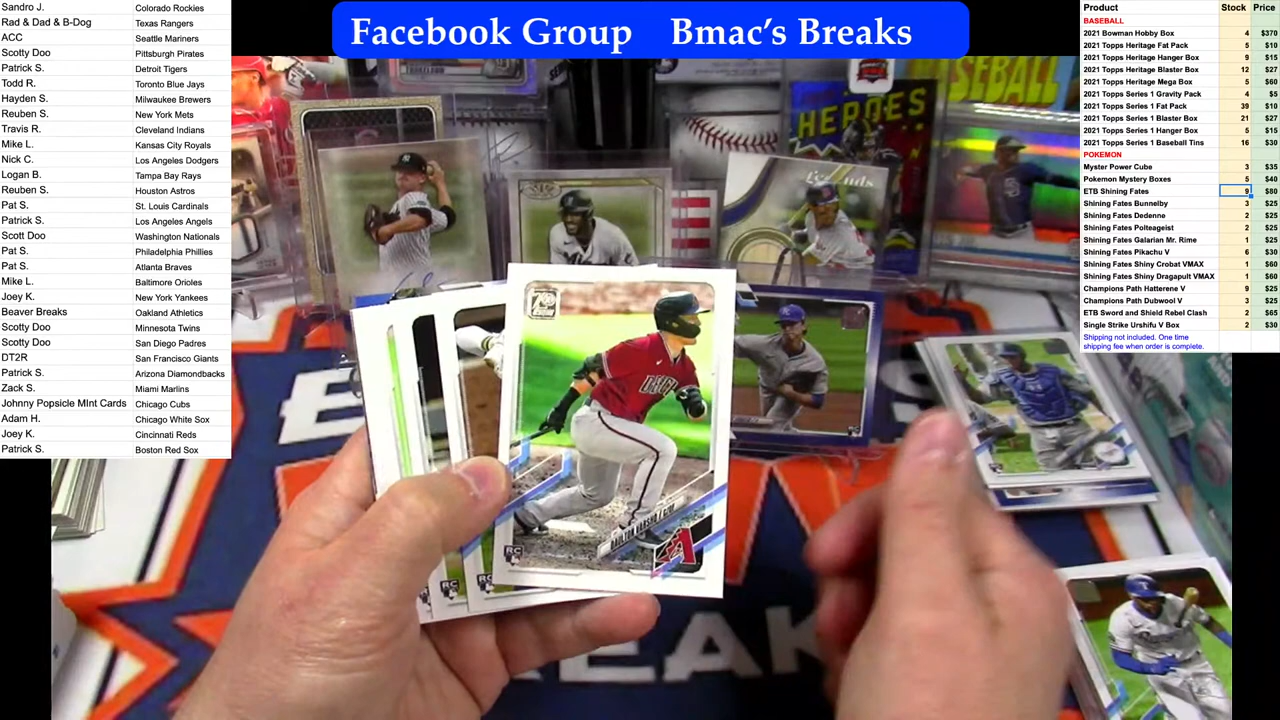 Facebook Group Bmac's Breaks
Sandro J. Colorado Rockies
Rad & Dad & B-Dog Texas Rangers
ACC Seattle Mariners
Scotty Doo Pittsburgh Pirates
Patrick S. Detroit Tigers
Todd R. Toronto Blue Jays
Hayden S. Milwaukee Brewers
Reuben S. New York Mets
Travis R. Cleveland Indians
Mike L. Kansas City Royals
Nick C. Los Angeles Dodgers
Logan B. Tampa Bay Rays
Reuben S. Houston Astros
Pat S. St. Louis Cardinals
Patrick S. Los Angeles Angels
Scott Doo Washington Nationals
Pat S. Philadelphia Phillies
Pat S. Atlanta Braves
Mike L. Baltimore Orioles
Joey K. New York Yankees
Beaver Breaks Oakland Athletics
Scotty Doo Minnesota Twins
Scotty Doo San Diego Padres
DT2R San Francisco Giants
Patrick S. Arizona Diamondbacks
Zack S. Miami Marlins
Johnny Popsicle MInt Cards Chicago Cubs
Adam H. Chicago White Sox
Joey K. Cincinnati Reds
Patrick S. Boston Red Sox
Product Stock Price
BASEBALL
2021 Bowman Hobby Box 4 $370
2021 Topps Heritage Fat Pack 5 $10
2021 Topps Heritage Hanger Box 9 $15
2021 Topps Heritage Blaster Box 12 $27
2021 Topps Heritage Mega Box 5 $60
2021 Topps Series 1 Gravity Pack 4 $5
2021 Topps Series 1 Fat Pack 39 $10
2021 Topps Series 1 Blaster Box 21 $27
2021 Topps Series 1 Hanger Box 5 $15
2021 Topps Series 1 Baseball Tins 16 $30
POKEMON
Myster Power Cube 3 $35
Pokemon Mystery Boxes 5 $40
ETB Shining Fates 9 $80
Shining Fates Bunnelby 3 $25
Shining Fates Dedenne 2 $25
Shining Fates Polteageist 2 $25
Shining Fates Galarian Mr. Rime 1 $25
Shining Fates Pikachu V 6 $30
Shining Fates Shiny Crobat VMAX 1 $60
Shining Fates Shiny Dragapult VMAX 1 $60
Champions Path Hatterene V 9 $25
Champions Path Dubwool V 3 $25
ETB Sword and Shield Rebel Clash 2 $65
Single Strike Urshifu V Box 2 $30
Shipping not included. One time
shipping fee when order is complete.
HEROES
SEBALL
RC
RC
RC